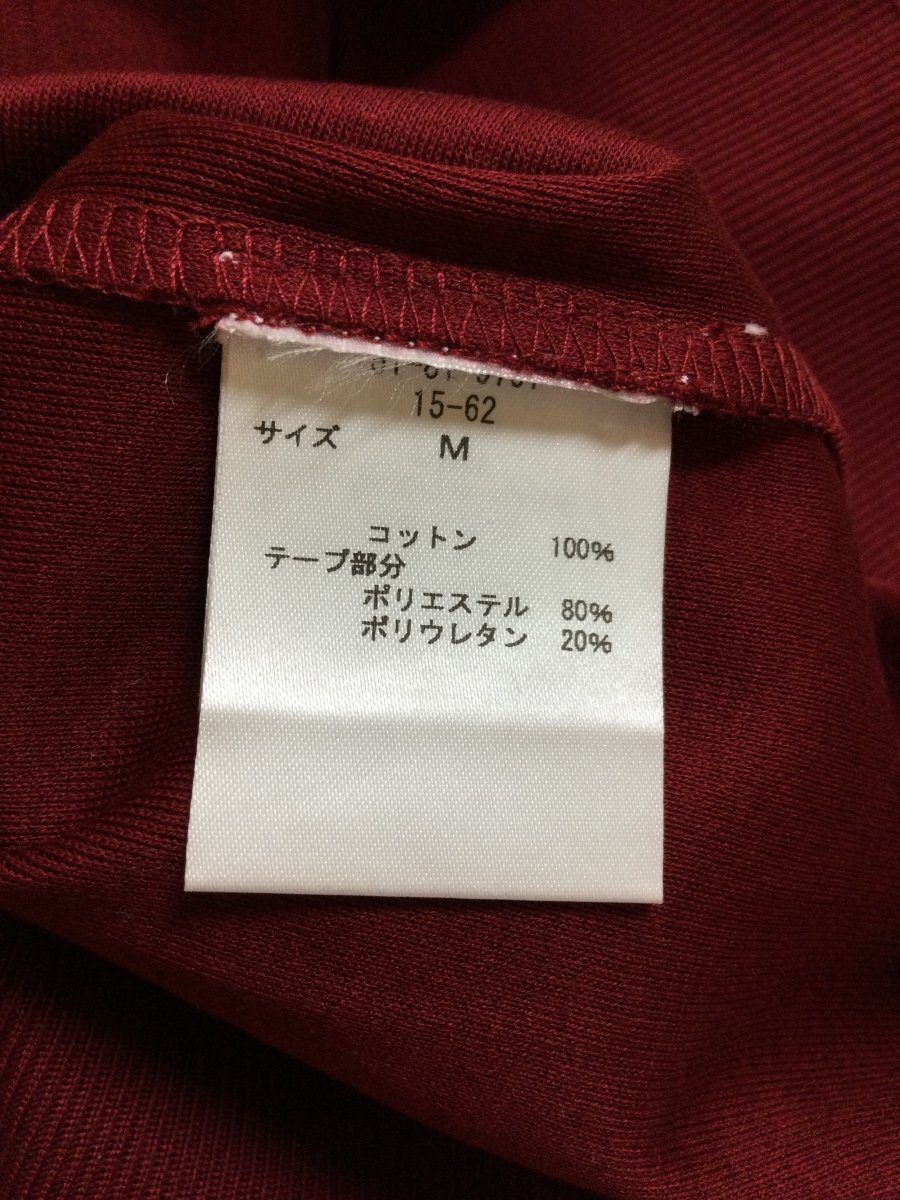 15-62
サイズ M
コットン 100%
テープ部分
ポリエステル 80%
ポリウレタン 20%